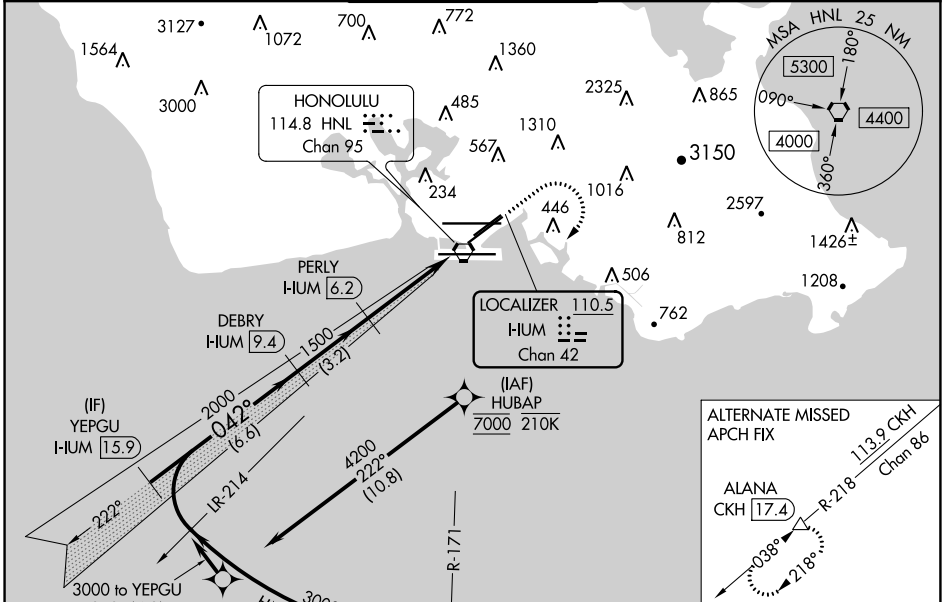 3127
700
772
1072
1564
1360
3000
MSA HNL 25 NM
180°
5300
090°
4400
4000
360°
HONOLULU
114.8 HNL
Chan 95
485
2325
865
1310
567
3150
234
1016
446
2597
812
1426±
PERLY
I-IUM 6.2
506
1208
762
DEBRY
I-IUM 9.4
1500
(3.2)
LOCALIZER 110.5
I-IUM
Chan 42
(IF)
YEPGU
I-IUM 15.9
2000
042°
(6.6)
(IAF)
HUBAP
7000 210K
4200
222°
(10.8)
LR-214
222°
R-171
3000 to YEPGU
ALTERNATE MISSED
APCH FIX
113.9 CKH
Chan 86
R-218
ALANA
CKH 17.4
038°
218°